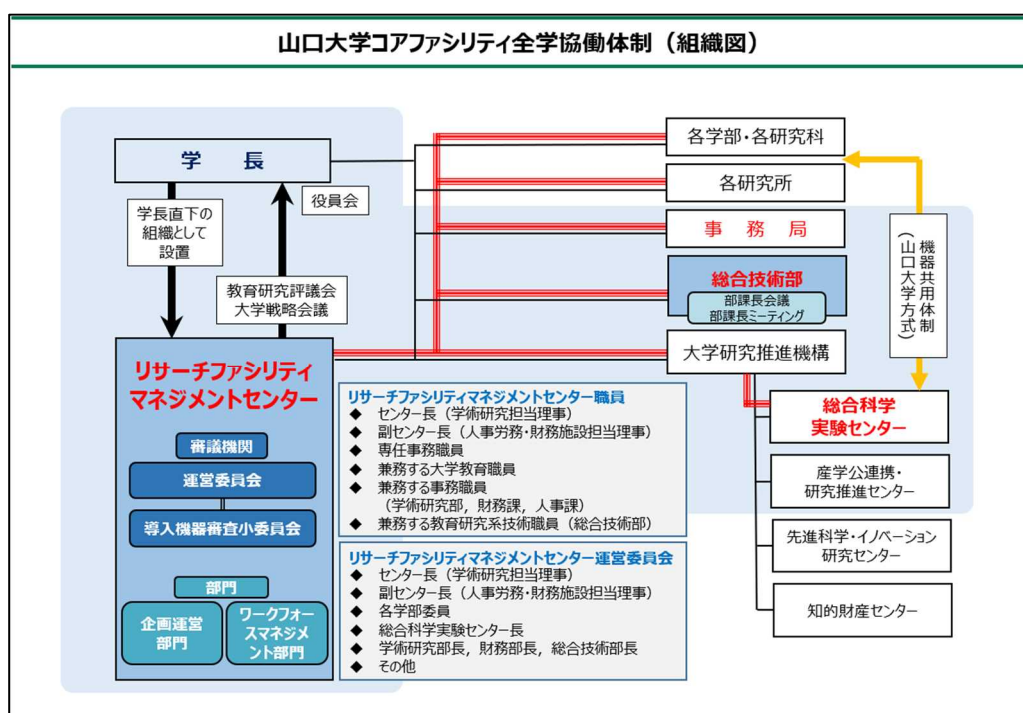 山口大学コアファシリティ全学協働体制（組織図）
学　長
役員会
学長直下の
組織として
設置
教育研究評議会
大学戦略会議
リサーチファシリティ
マネジメントセンター
審議機関
運営委員会
導入機器審査小委員会
部門
企画運営
部門
ワークフォー
スマネジメ
ント部門
リサーチファシリティマネジメントセンター職員
◆ センター長（学術研究担当理事）
◆ 副センター長（人事労務・財務施設担当理事）
◆ 専任事務職員
◆ 兼務する大学教育職員
◆ 兼務する事務職員
（学術研究部，財務課，人事課）
◆ 兼務する教育研究系技術職員（総合技術部）
リサーチファシリティマネジメントセンター運営委員会
◆ センター長（学術研究担当理事）
◆ 副センター長（人事労務・財務施設担当理事）
◆ 各学部委員
◆ 総合科学実験センター長
◆ 学術研究部長，財務部長，総合技術部長
◆ その他
各学部・各研究科
各研究所
事　務　局
総合技術部
部課長会議
部課長ミーティング
大学研究推進機構
総合科学
実験センター
産学公連携・
研究推進センター
先進科学・イノベーション
研究センター
知的財産センター
機器共用体制
（山口大学方式）